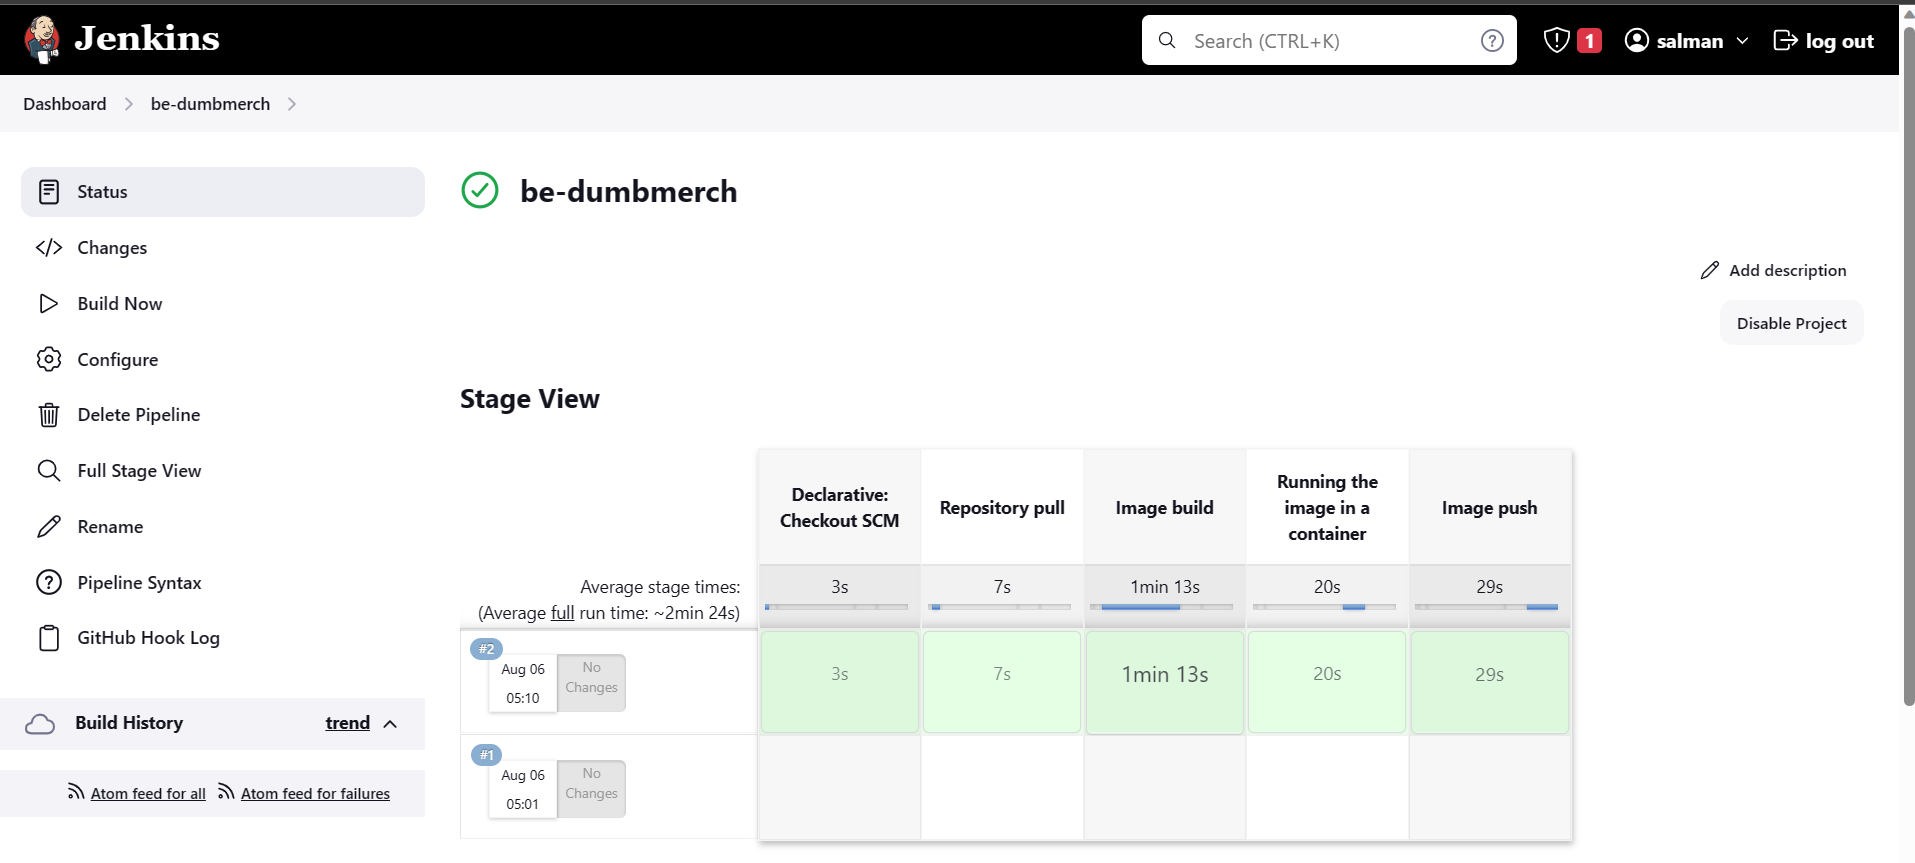 Jenkins
Search (CTRL+K)
?
1
salman
log out
Dashboard
be-dumbmerch
Status
Changes
Build Now
Configure
Delete Pipeline
Full Stage View
Rename
Pipeline Syntax
GitHub Hook Log
Build History
trend
Atom feed for all
Atom feed for failures
be-dumbmerch
Add description
Disable Project
Stage View
Declarative:
Checkout SCM
Repository pull
Image build
Running the
image in a
container
Image push
Average stage times:
(Average full run time: ~2min 24s)
3s
7s
1min 13s
20s
29s
#2
Aug 06
05:10
No
Changes
3s
7s
1min 13s
20s
29s
#1
Aug 06
05:01
No
Changes